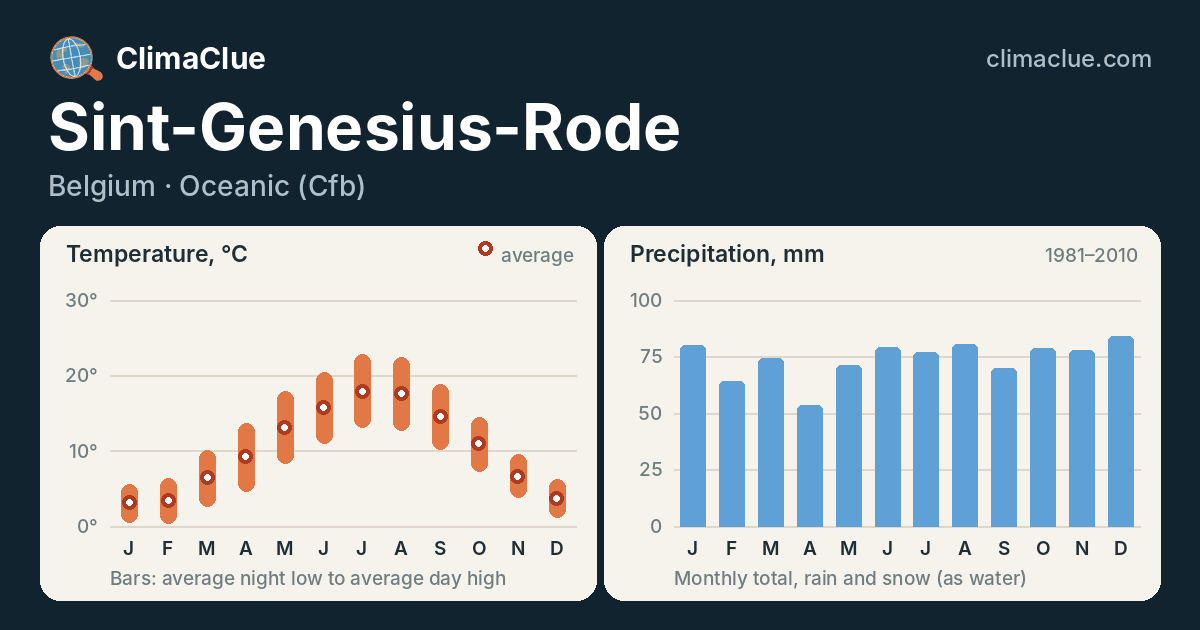 ClimaClue
climaclue.com
Sint-Genesius-Rode
Belgium · Oceanic (Cfb)
Temperature, °C
average
30°
20°
10°
0°
J F M A M J J A S O N D
Bars: average night low to average day high
Precipitation, mm
1981–2010
100
75
50
25
0
J F M A M J J A S O N D
Monthly total, rain and snow (as water)